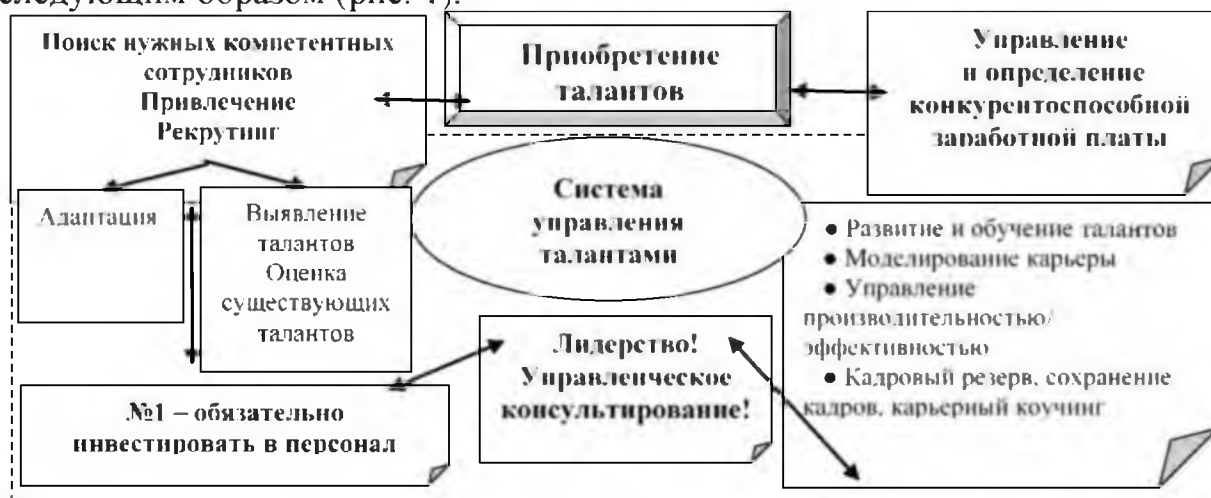 следующим образом (рис.
Поиск нужных компетентных
сотрудников
Привлечение
Рекрутинг
Приобретение
талантов
Управление
и определение
конкурентоспособной
заработной платы
Адаптация
Выявление
талантов
Оценка
существующих
талантов
Система
управления
талантами
● Развитие и обучение талантов
● Моделирование карьеры
● Управление
производительностью/
эффективностью
● Кадровый резерв, сохранение
кадров, карьерный коучинг
Лидерство!
Управленческое
консультирование!
№1 – обязательно
инвестировать в персонал